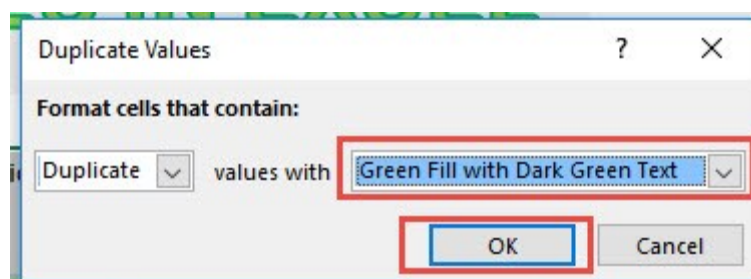 Duplicate Values ?
Format cells that contain:
Duplicate values with Green Fill with Dark Green Text
OK Cancel